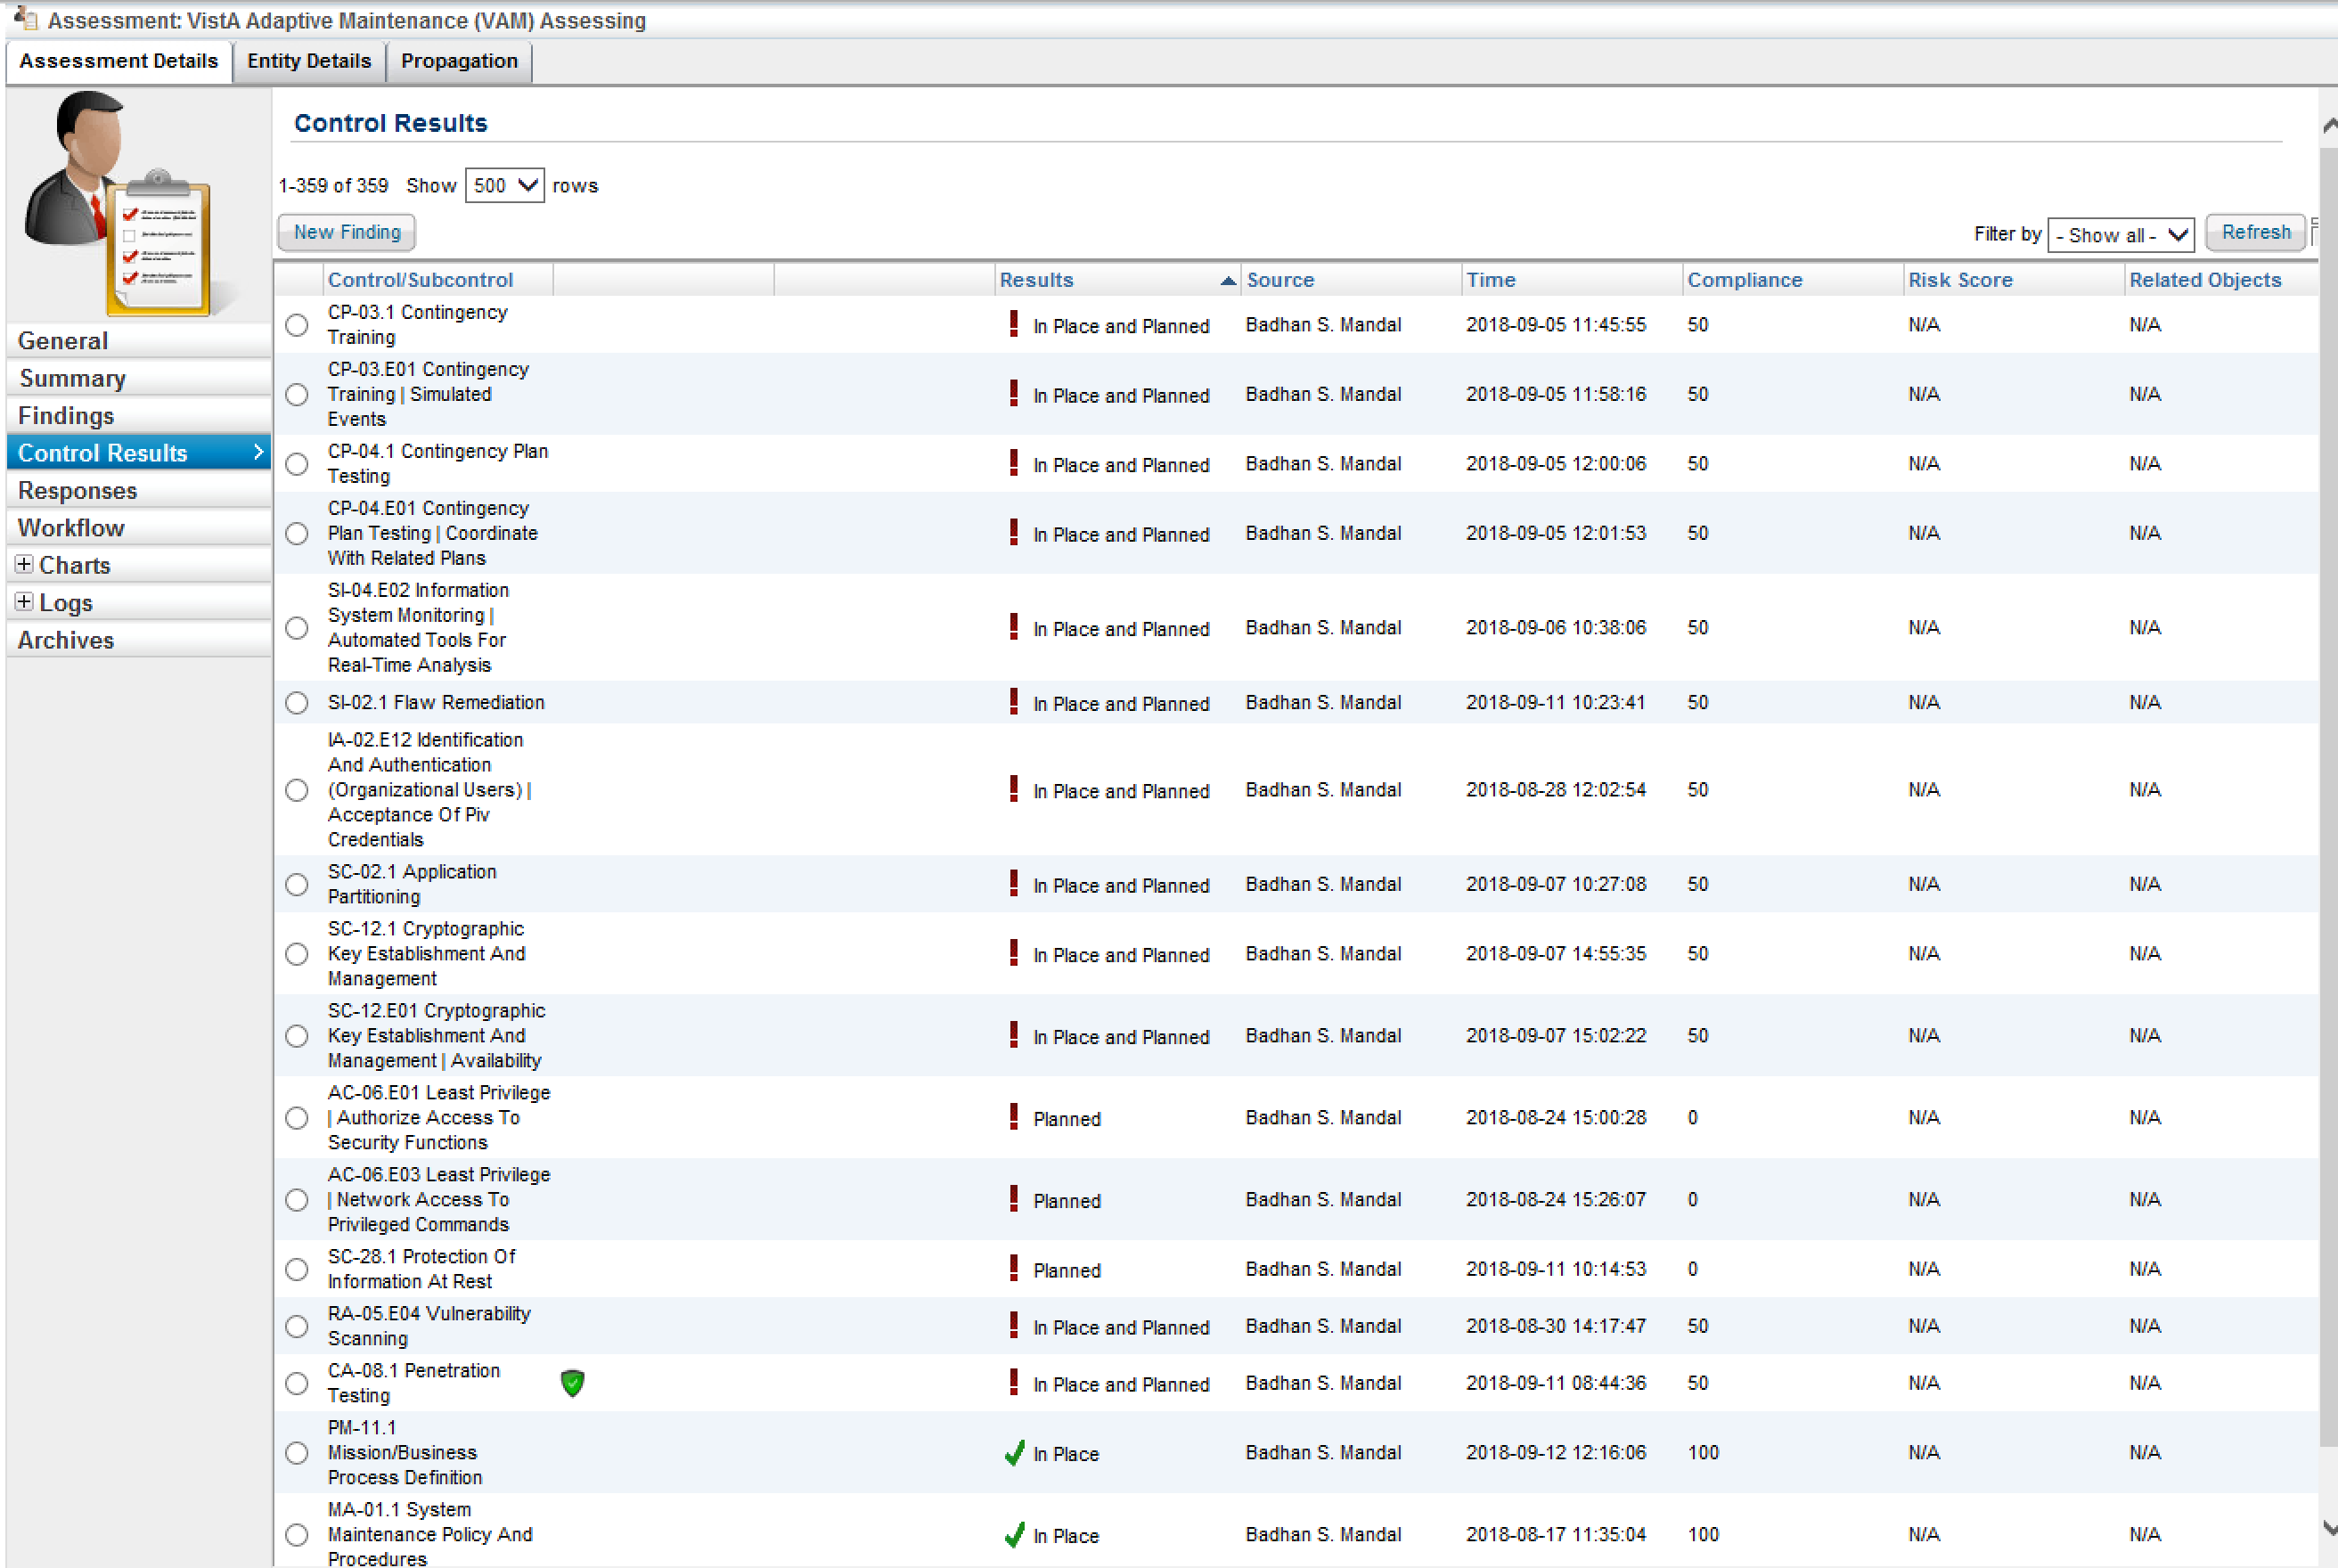 Assessment: VistA Adaptive Maintenance (VAM) Assessing
Assessment Details Entity Details Propagation
Control Results
1-359 of 359 Show 500 rows
New Finding
Filter by - Show all - Refresh
General
Summary
Findings
Control Results
Responses
Workflow
Charts
Logs
Archives
Control/Subcontrol Results Source Time Compliance Risk Score Related Objects
CP-03.1 Contingency
Training
In Place and Planned Badhan S. Mandal 2018-09-05 11:45:55 50 N/A N/A
CP-03.E01 Contingency
Training | Simulated
Events
In Place and Planned Badhan S. Mandal 2018-09-05 11:58:16 50 N/A N/A
CP-04.1 Contingency Plan
Testing
In Place and Planned Badhan S. Mandal 2018-09-05 12:00:06 50 N/A N/A
CP-04.E01 Contingency
Plan Testing | Coordinate
With Related Plans
In Place and Planned Badhan S. Mandal 2018-09-05 12:01:53 50 N/A N/A
SI-04.E02 Information
System Monitoring |
Automated Tools For
Real-Time Analysis
In Place and Planned Badhan S. Mandal 2018-09-06 10:38:06 50 N/A N/A
SI-02.1 Flaw Remediation In Place and Planned Badhan S. Mandal 2018-09-11 10:23:41 50 N/A N/A
IA-02.E12 Identification
And Authentication
(Organizational Users) |
Acceptance Of Piv
Credentials
In Place and Planned Badhan S. Mandal 2018-08-28 12:02:54 50 N/A N/A
SC-02.1 Application
Partitioning
In Place and Planned Badhan S. Mandal 2018-09-07 10:27:08 50 N/A N/A
SC-12.1 Cryptographic
Key Establishment And
Management
In Place and Planned Badhan S. Mandal 2018-09-07 14:55:35 50 N/A N/A
SC-12.E01 Cryptographic
Key Establishment And
Management | Availability
In Place and Planned Badhan S. Mandal 2018-09-07 15:02:22 50 N/A N/A
AC-06.E01 Least Privilege
| Authorize Access To
Security Functions
Planned Badhan S. Mandal 2018-08-24 15:00:28 0 N/A N/A
AC-06.E03 Least Privilege
| Network Access To
Privileged Commands
Planned Badhan S. Mandal 2018-08-24 15:26:07 0 N/A N/A
SC-28.1 Protection Of
Information At Rest
Planned Badhan S. Mandal 2018-09-11 10:14:53 0 N/A N/A
RA-05.E04 Vulnerability
Scanning
In Place and Planned Badhan S. Mandal 2018-08-30 14:17:47 50 N/A N/A
CA-08.1 Penetration
Testing
In Place and Planned Badhan S. Mandal 2018-09-11 08:44:36 50 N/A N/A
PM-11.1
Mission/Business
Process Definition
In Place Badhan S. Mandal 2018-09-12 12:16:06 100 N/A N/A
MA-01.1 System
Maintenance Policy And
Procedures
In Place Badhan S. Mandal 2018-08-17 11:35:04 100 N/A N/A